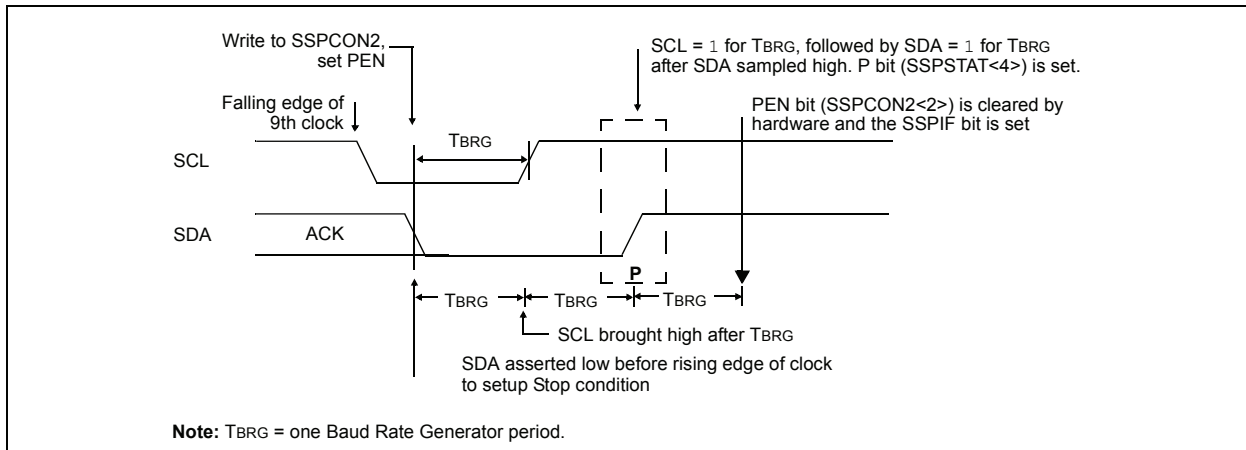 Write to SSPCON2,
set PEN
SCL = 1 for TBRG, followed by SDA = 1 for TBRG
after SDA sampled high. P bit (SSPSTAT<4>) is set.
Falling edge of
9th clock
PEN bit (SSPCON2<2>) is cleared by
hardware and the SSPIF bit is set
TBRG
SCL
SDA
ACK
P
TBRG
TBRG
TBRG
SCL brought high after TBRG
SDA asserted low before rising edge of clock
to setup Stop condition
Note: TBRG = one Baud Rate Generator period.